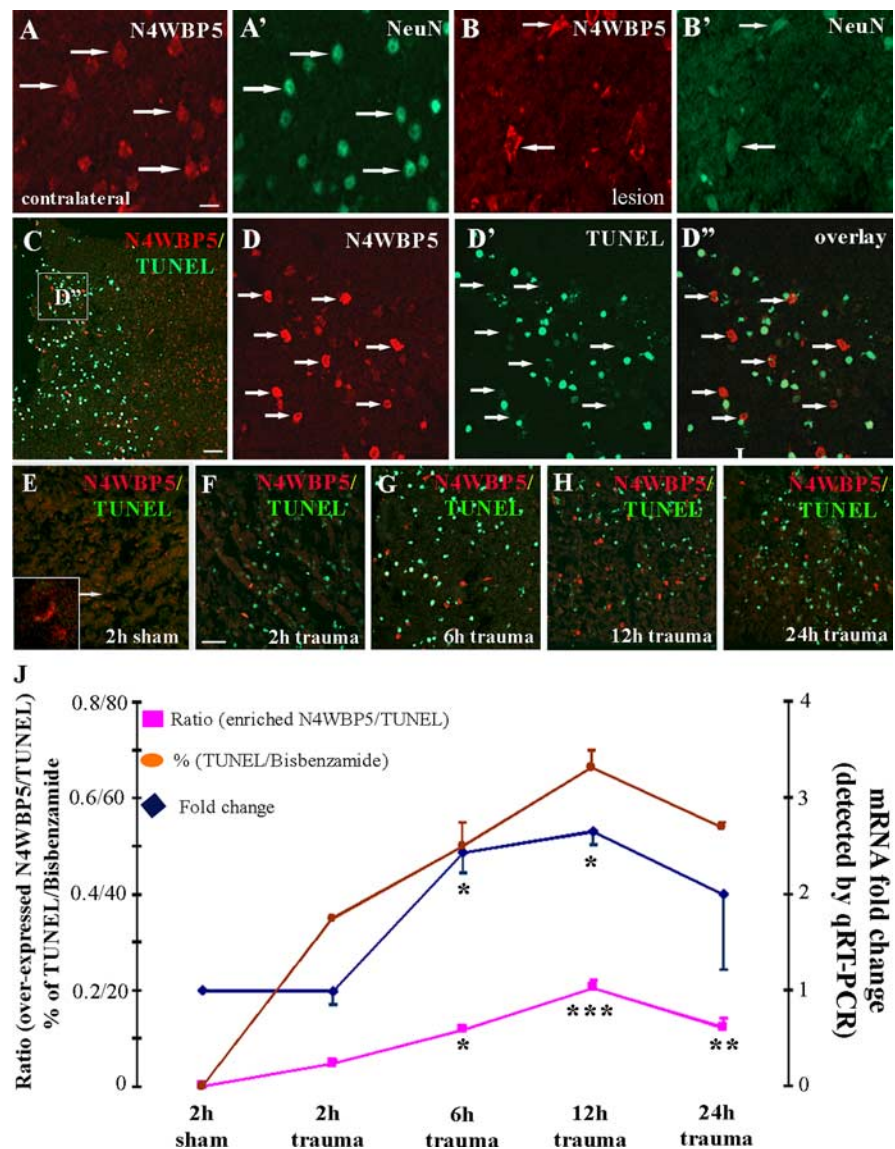 A N4WBP5
A' NeuN
B N4WBP5
B' NeuN
contralateral
lesion
C N4WBP5/
TUNEL
D"
D N4WBP5
D' TUNEL
D" overlay
I
E N4WBP5/
TUNEL
2h sham
F N4WBP5/
TUNEL
2h trauma
G N4WBP5/
TUNEL
6h trauma
H N4WBP5/
TUNEL
12h trauma
N4WBP5/
TUNEL
24h trauma
J
Ratio (over-expressed N4WBP5/TUNEL)
% of TUNEL/Bisbenzamide
0.8/80
0.6/60
0.4/40
0.2/20
0
Ratio (enriched N4WBP5/TUNEL)
% (TUNEL/Bisbenzamide)
Fold change
*
*
*
***
**
4
3
2
1
0
mRNA fold change
(detected by qRT-PCR)
2h
sham
2h
trauma
6h
trauma
12h
trauma
24h
trauma